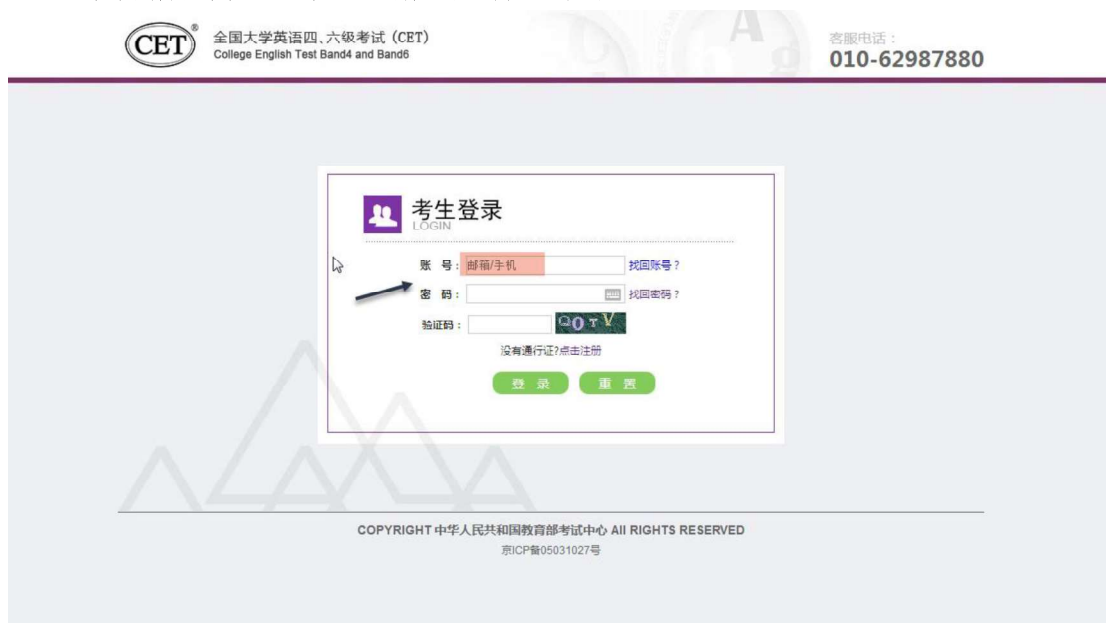 CET®
全国大学英语四、六级考试 (CET)
College English Test Band4 and Band6
客服电话：
010-62987880
考生登录
LOGIN
账 号： 邮箱/手机 找回账号？
密 码： 找回密码？
验证码： QOTV
没有通行证?点击注册
登 录 重 置
COPYRIGHT 中华人民共和国教育部考试中心 All RIGHTS RESERVED
京ICP备05031027号